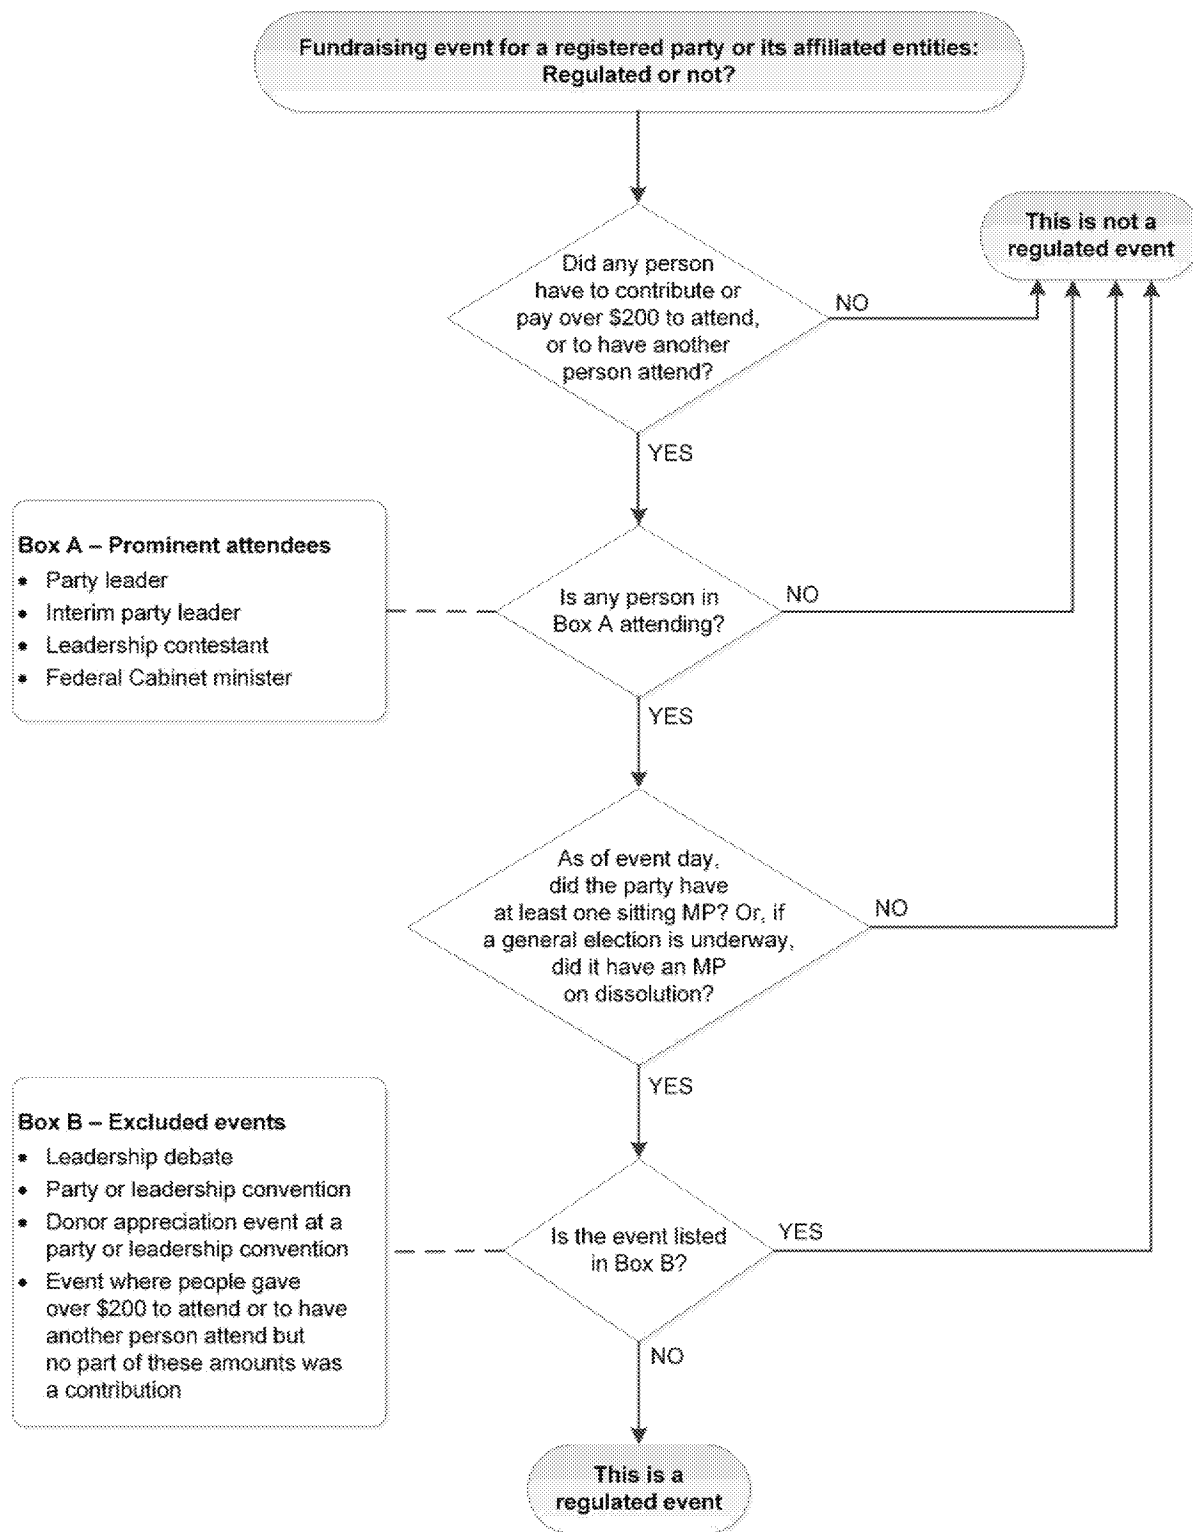 Fundraising event for a registered party or its affiliated entities:
Regulated or not?
This is not a
regulated event
Did any person
have to contribute or
pay over $200 to attend,
or to have another
person attend?
NO
YES
Box A – Prominent attendees
• Party leader
• Interim party leader
• Leadership contestant
• Federal Cabinet minister
Is any person in
Box A attending?
NO
YES
As of event day,
did the party have
at least one sitting MP? Or, if
a general election is underway,
did it have an MP
on dissolution?
NO
YES
Box B – Excluded events
• Leadership debate
• Party or leadership convention
• Donor appreciation event at a
party or leadership convention
• Event where people gave
over $200 to attend or to have
another person attend but
no part of these amounts was
a contribution
Is the event listed
in Box B?
YES
NO
This is a
regulated event